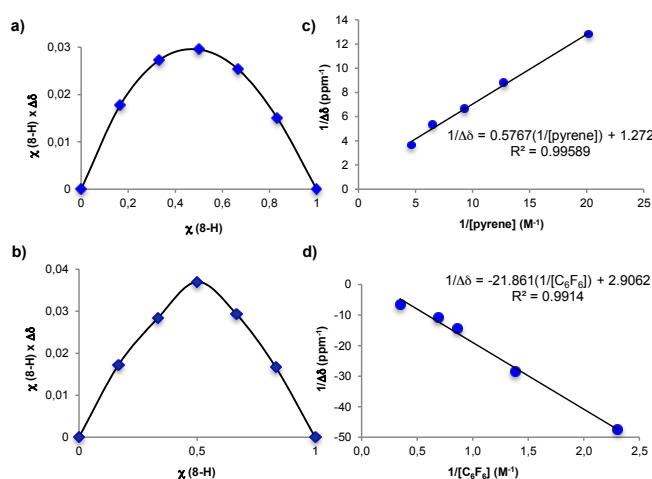 a)
0,03
0,02
0,01
0
χ (8-H) x Δδ
0 0,2 0,4 0,6 0,8 1
χ (8-H)
c)
14
12
10
8
6
4
2
0
1/Δδ (ppm-1)
1/Δδ = 0.5767(1/[pyrene]) + 1.272
R² = 0.99589
0 5 10 15 20 25
1/[pyrene] (M-1)
b)
0,04
0,03
0,02
0,01
0
χ (8-H) x Δδ
0 0,5 1
χ (8-H)
d)
0
-10
-20
-30
-40
-50
1/Δδ (ppm-1)
1/Δδ = -21.861(1/[C₆F₆]) + 2.9062
R² = 0.9914
0,0 0,5 1,0 1,5 2,0 2,5
1/[C₆F₆] (M-1)